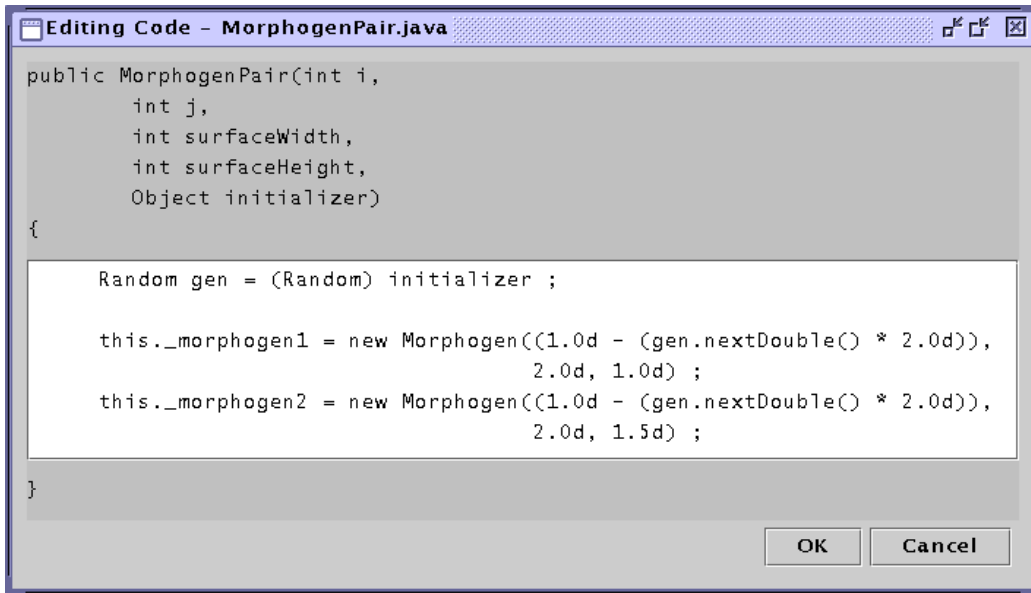 Editing Code – MorphogenPair.java
public MorphogenPair(int i,
int j,
int surfaceWidth,
int surfaceHeight,
Object initializer)
{
Random gen = (Random) initializer ;
this._morphogen1 = new Morphogen((1.0d - (gen.nextDouble() * 2.0d)),
2.0d, 1.0d) ;
this._morphogen2 = new Morphogen((1.0d - (gen.nextDouble() * 2.0d)),
2.0d, 1.5d) ;
}
OK Cancel